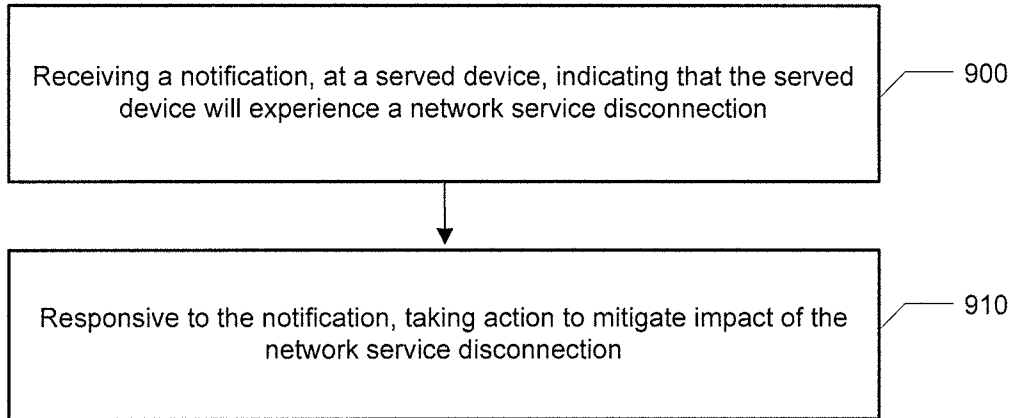 Receiving a notification, at a served device, indicating that the served
device will experience a network service disconnection
900
Responsive to the notification, taking action to mitigate impact of the
network service disconnection
910